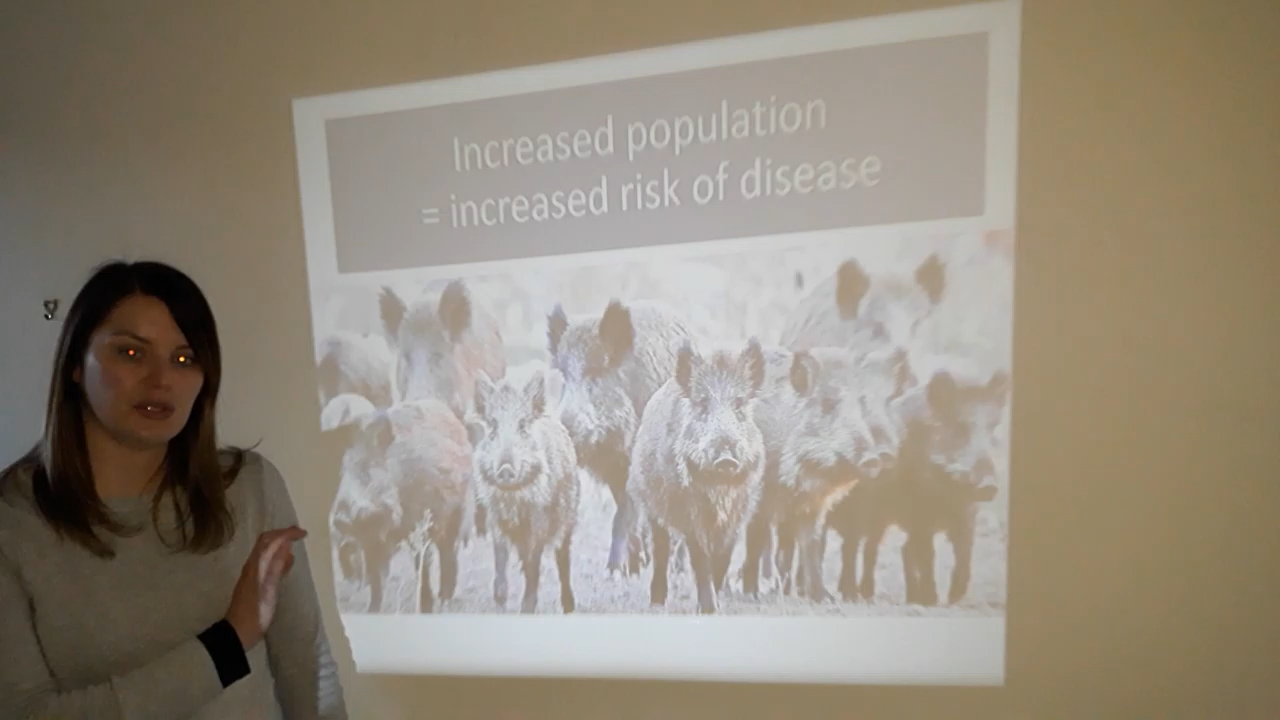 Increased population
= increased risk of disease